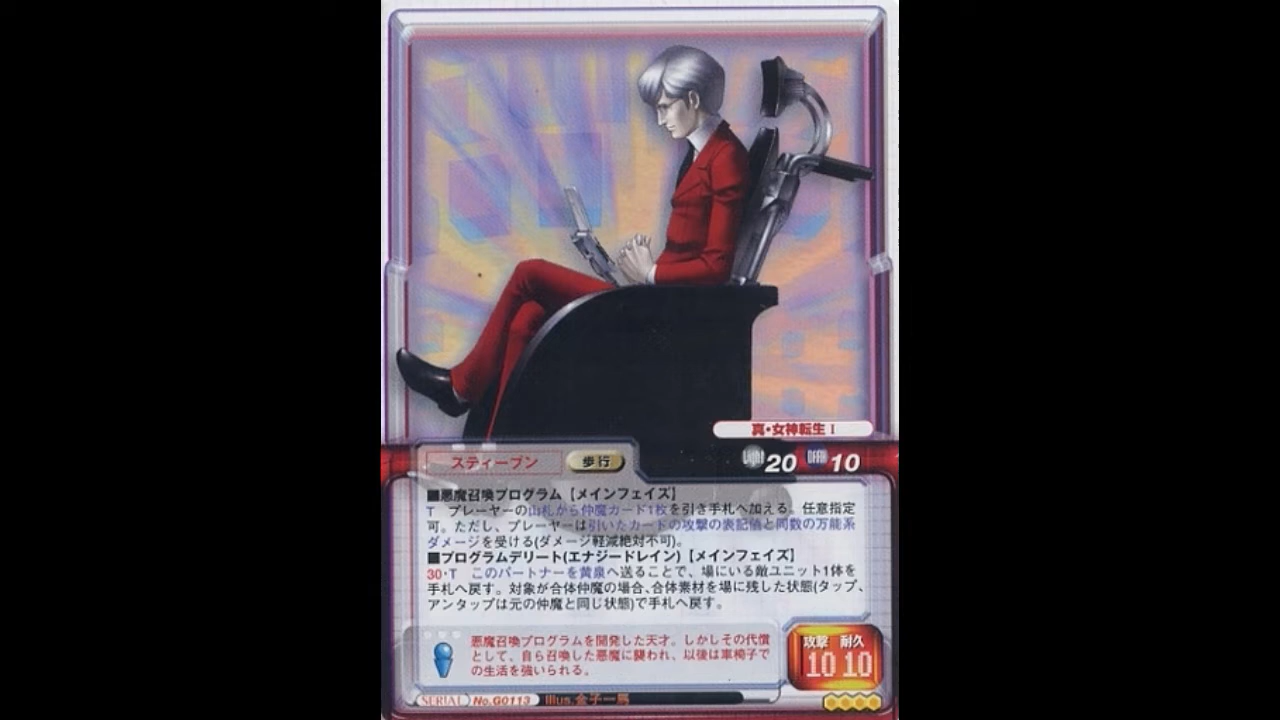 真・女神転生 I
スティーブン 歩行 Light 20 DARK 10
■悪魔召喚プログラム【メインフェイズ】
T プレーヤーの山札から仲魔カード1枚を引き手札へ加える。任意指定
可。ただし、プレーヤーは引いたカードの攻撃の表記値と同数の万能系
ダメージを受ける(ダメージ軽減絶対不可)。
■プログラムデリート(エナジードレイン)【メインフェイズ】
30・T このパートナーを黄泉へ送ることで、場にいる敵ユニット1体を
手札へ戻す。対象が合体仲魔の場合、合体素材を場に残した状態(タップ、
アンタップは元の仲魔と同じ状態)で手札へ戻す。
悪魔召喚プログラムを開発した天才。しかしその代償
として、自ら召喚した悪魔に襲われ、以後は車椅子で
の生活を強いられる。
攻撃 耐久
10 10
SERIAL No.G0113 Illus.金子一馬